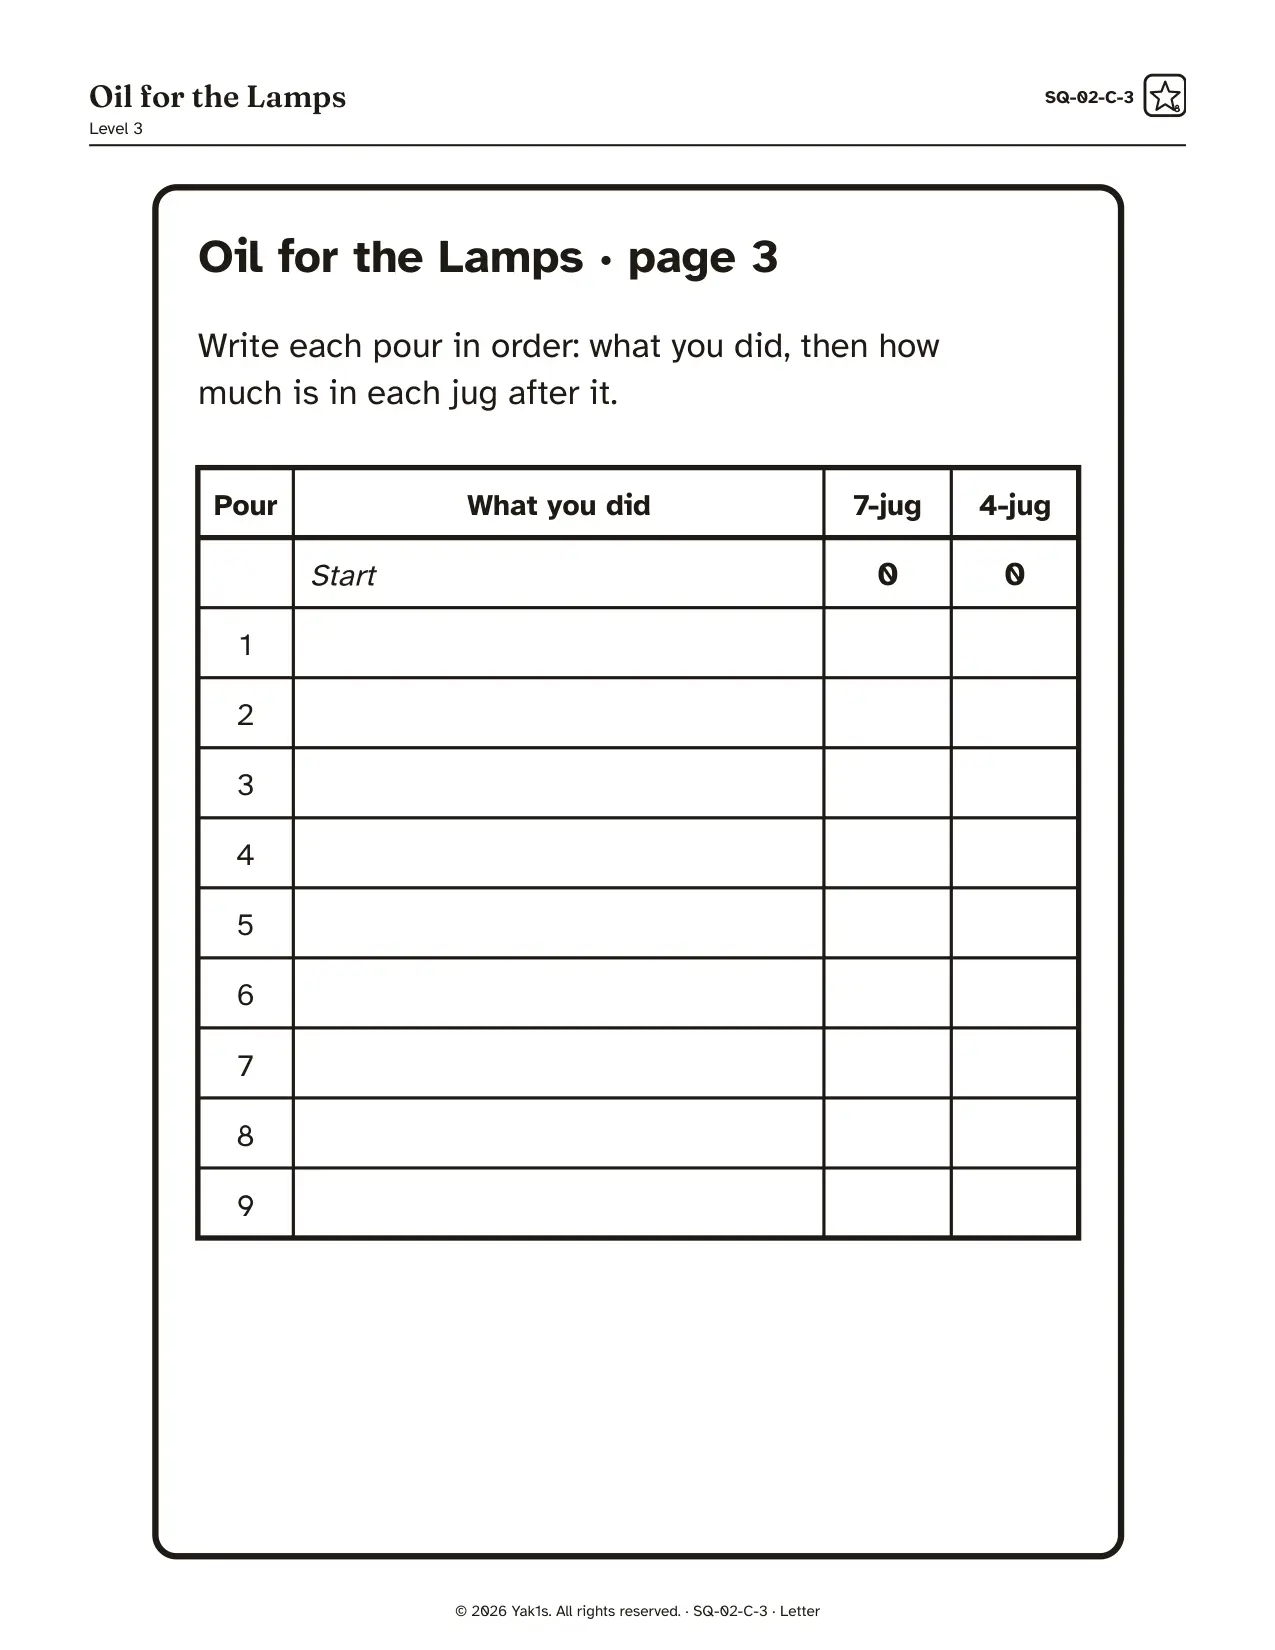 Oil for the Lamps
Level 3
SQ-02-C-3
Oil for the Lamps · page 3
Write each pour in order: what you did, then how
much is in each jug after it.
Pour What you did 7-jug 4-jug
Start 0 0
1
2
3
4
5
6
7
8
9
© 2026 Yak1s. All rights reserved. · SQ-02-C-3 · Letter